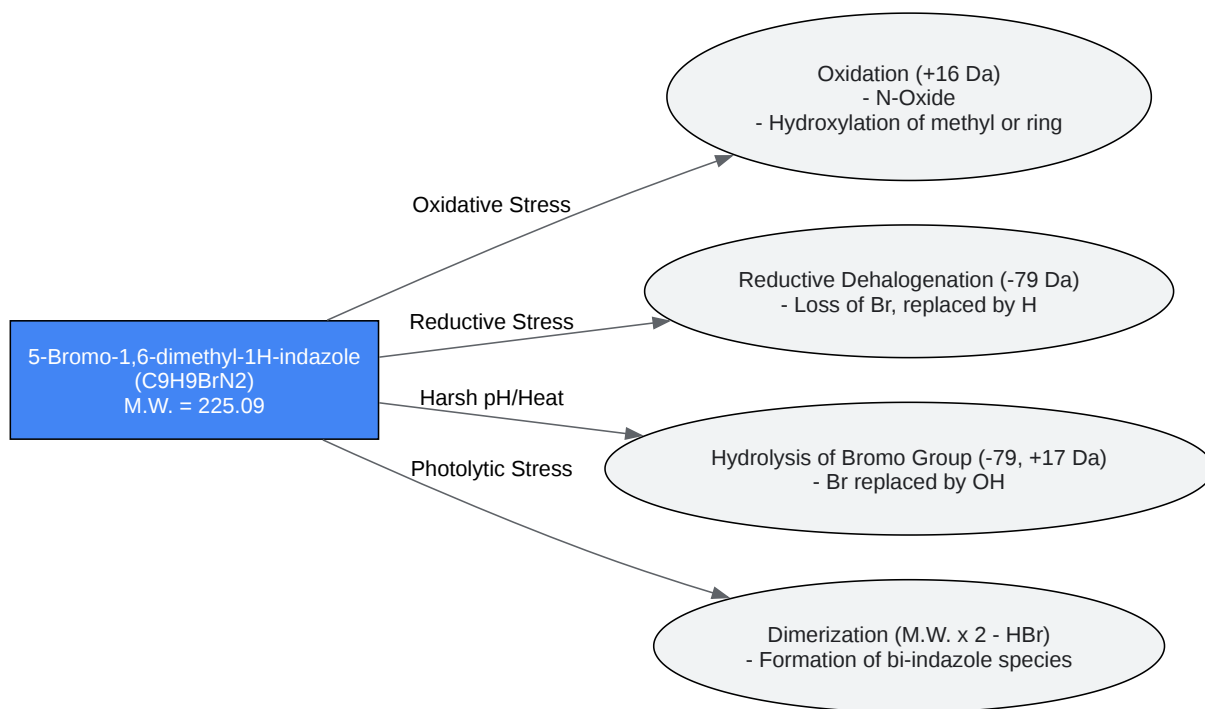 Oxidation (+16 Da)
- N-Oxide
- Hydroxylation of methyl or ring
Oxidative Stress
Reductive Dehalogenation (-79 Da)
- Loss of Br, replaced by H
Reductive Stress
5-Bromo-1,6-dimethyl-1H-indazole
(C9H9BrN2)
M.W. = 225.09
Harsh pH/Heat
Hydrolysis of Bromo Group (-79, +17 Da)
- Br replaced by OH
Photolytic Stress
Dimerization (M.W. x 2 - HBr)
- Formation of bi-indazole species